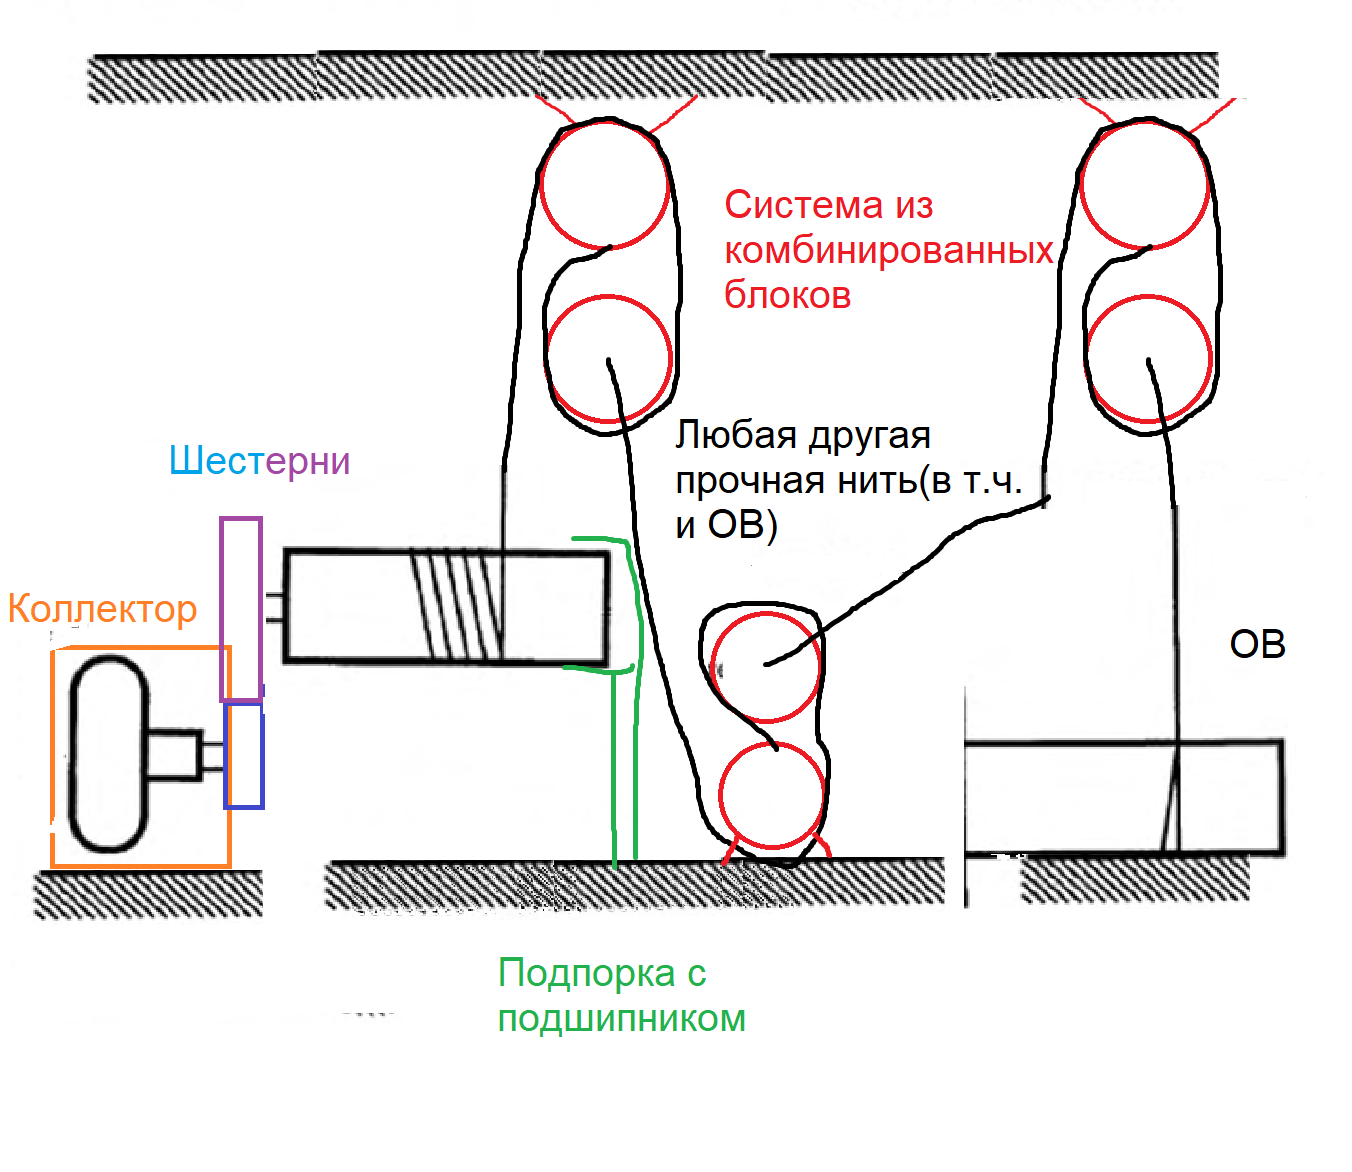 Система из
комбинированных
блоков
Любая другая
прочная нить(в т.ч.
и ОВ)
Шестерни
Коллектор
ОВ
Подпорка с
подшипником